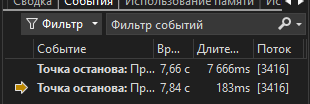 Сводка События Использование памяти Ис
Фильтр Фильтр событий
Событие Вр... Длите... Поток
Точка останова: Пр... 7,66 с 7 666ms [3416]
Точка останова: Пр... 7,84 с 183ms [3416]